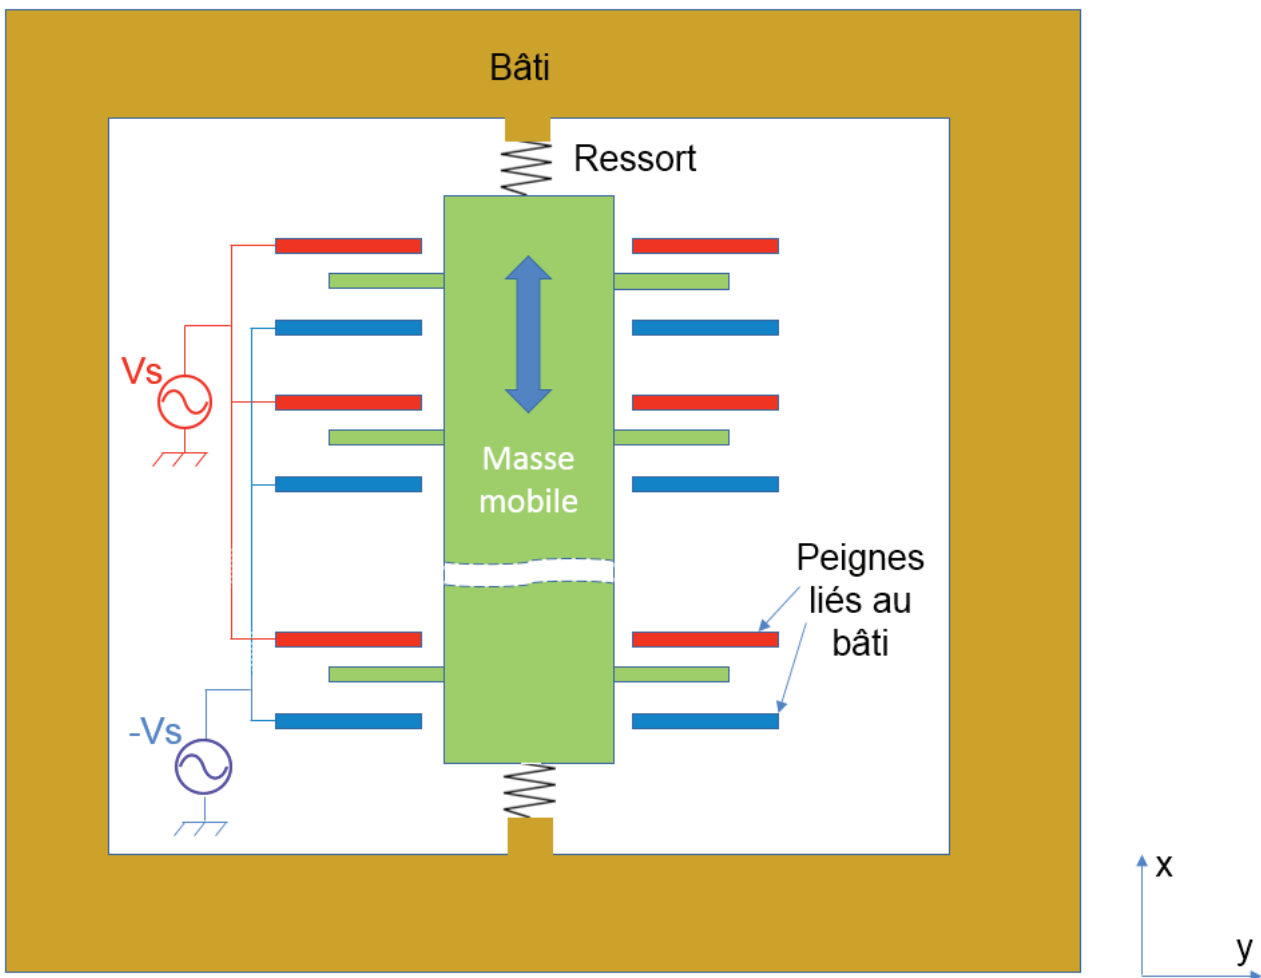 Bâti
Ressort
Vs
Masse
mobile
Peignes
liés au
bâti
-Vs
x
y